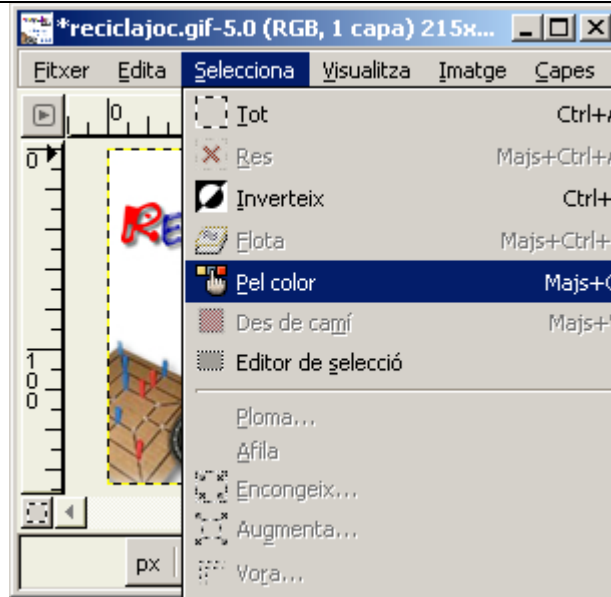 *reciclajoc.gif-5.0 (RGB, 1 capa) 215x...
Fitxer Edita Selecciona Visualitza Imatge Capes
0
0
100
Tot Ctrl+A
Res Majs+Ctrl+A
Inverteix Ctrl+
Flota Majs+Ctrl+
Pel color Majs+
Des de camí Majs+
Editor de selecció
Ploma...
Afila
Encongeix...
Augmenta...
Vora...
px